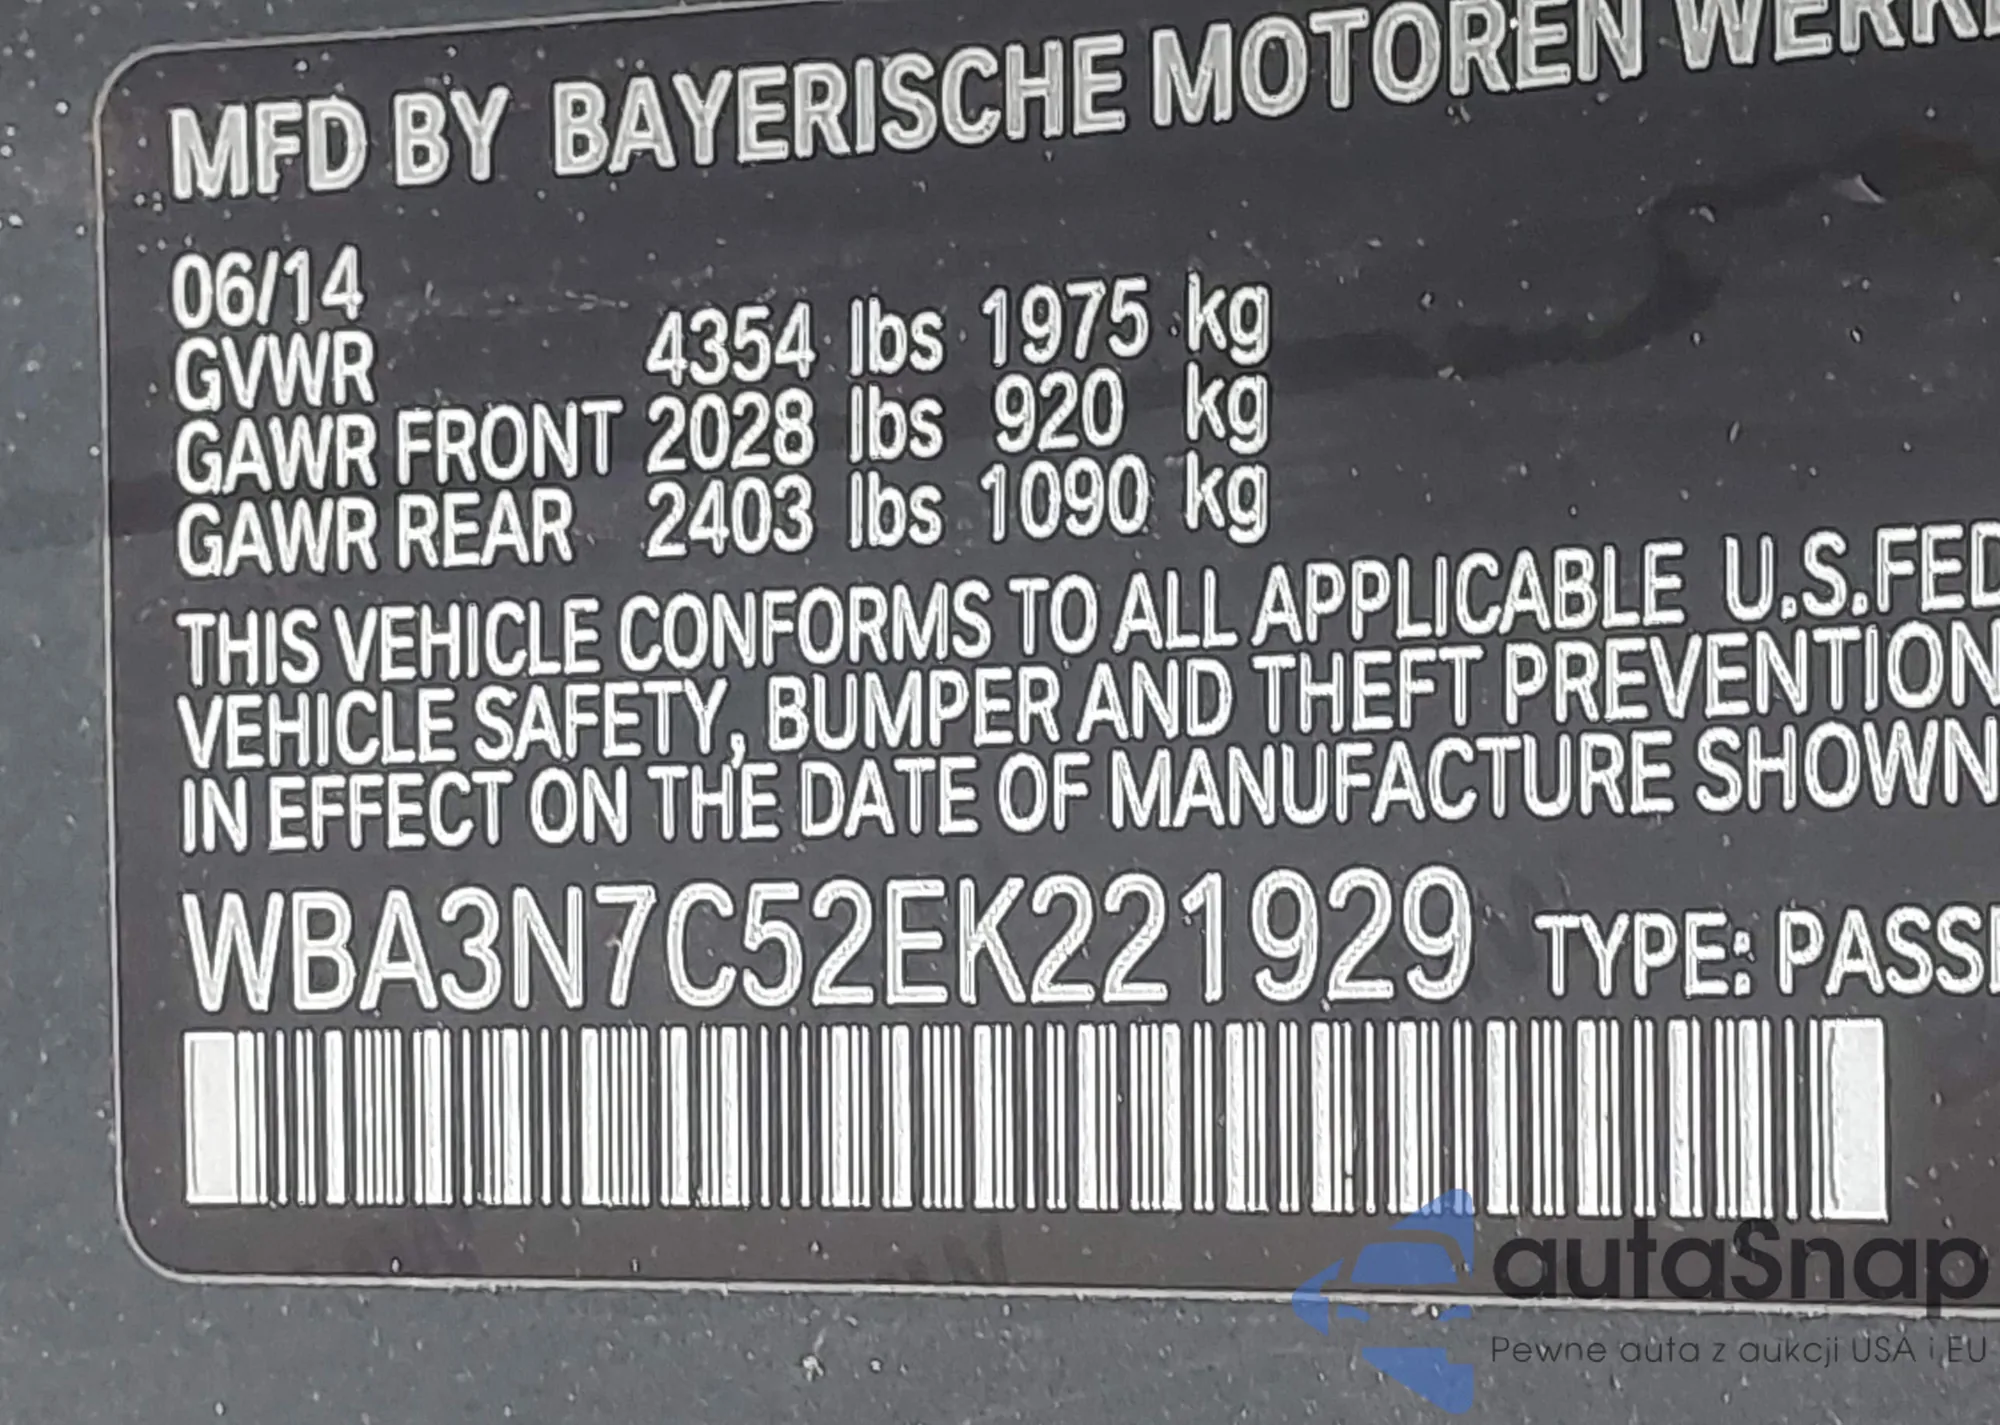 MFD BY BAYERISCHE MOTOREN WERKE
06/14
GVWR 4354 lbs 1975 kg
GAWR FRONT 2028 lbs 920 kg
GAWR REAR 2403 lbs 1090 kg
THIS VEHICLE CONFORMS TO ALL APPLICABLE U.S.FED
VEHICLE SAFETY, BUMPER AND THEFT PREVENTION
IN EFFECT ON THE DATE OF MANUFACTURE SHOWN
WBA3N7C52EK221929 TYPE: PASSE
autaSnap
Pewne auta z aukcji USA i EU